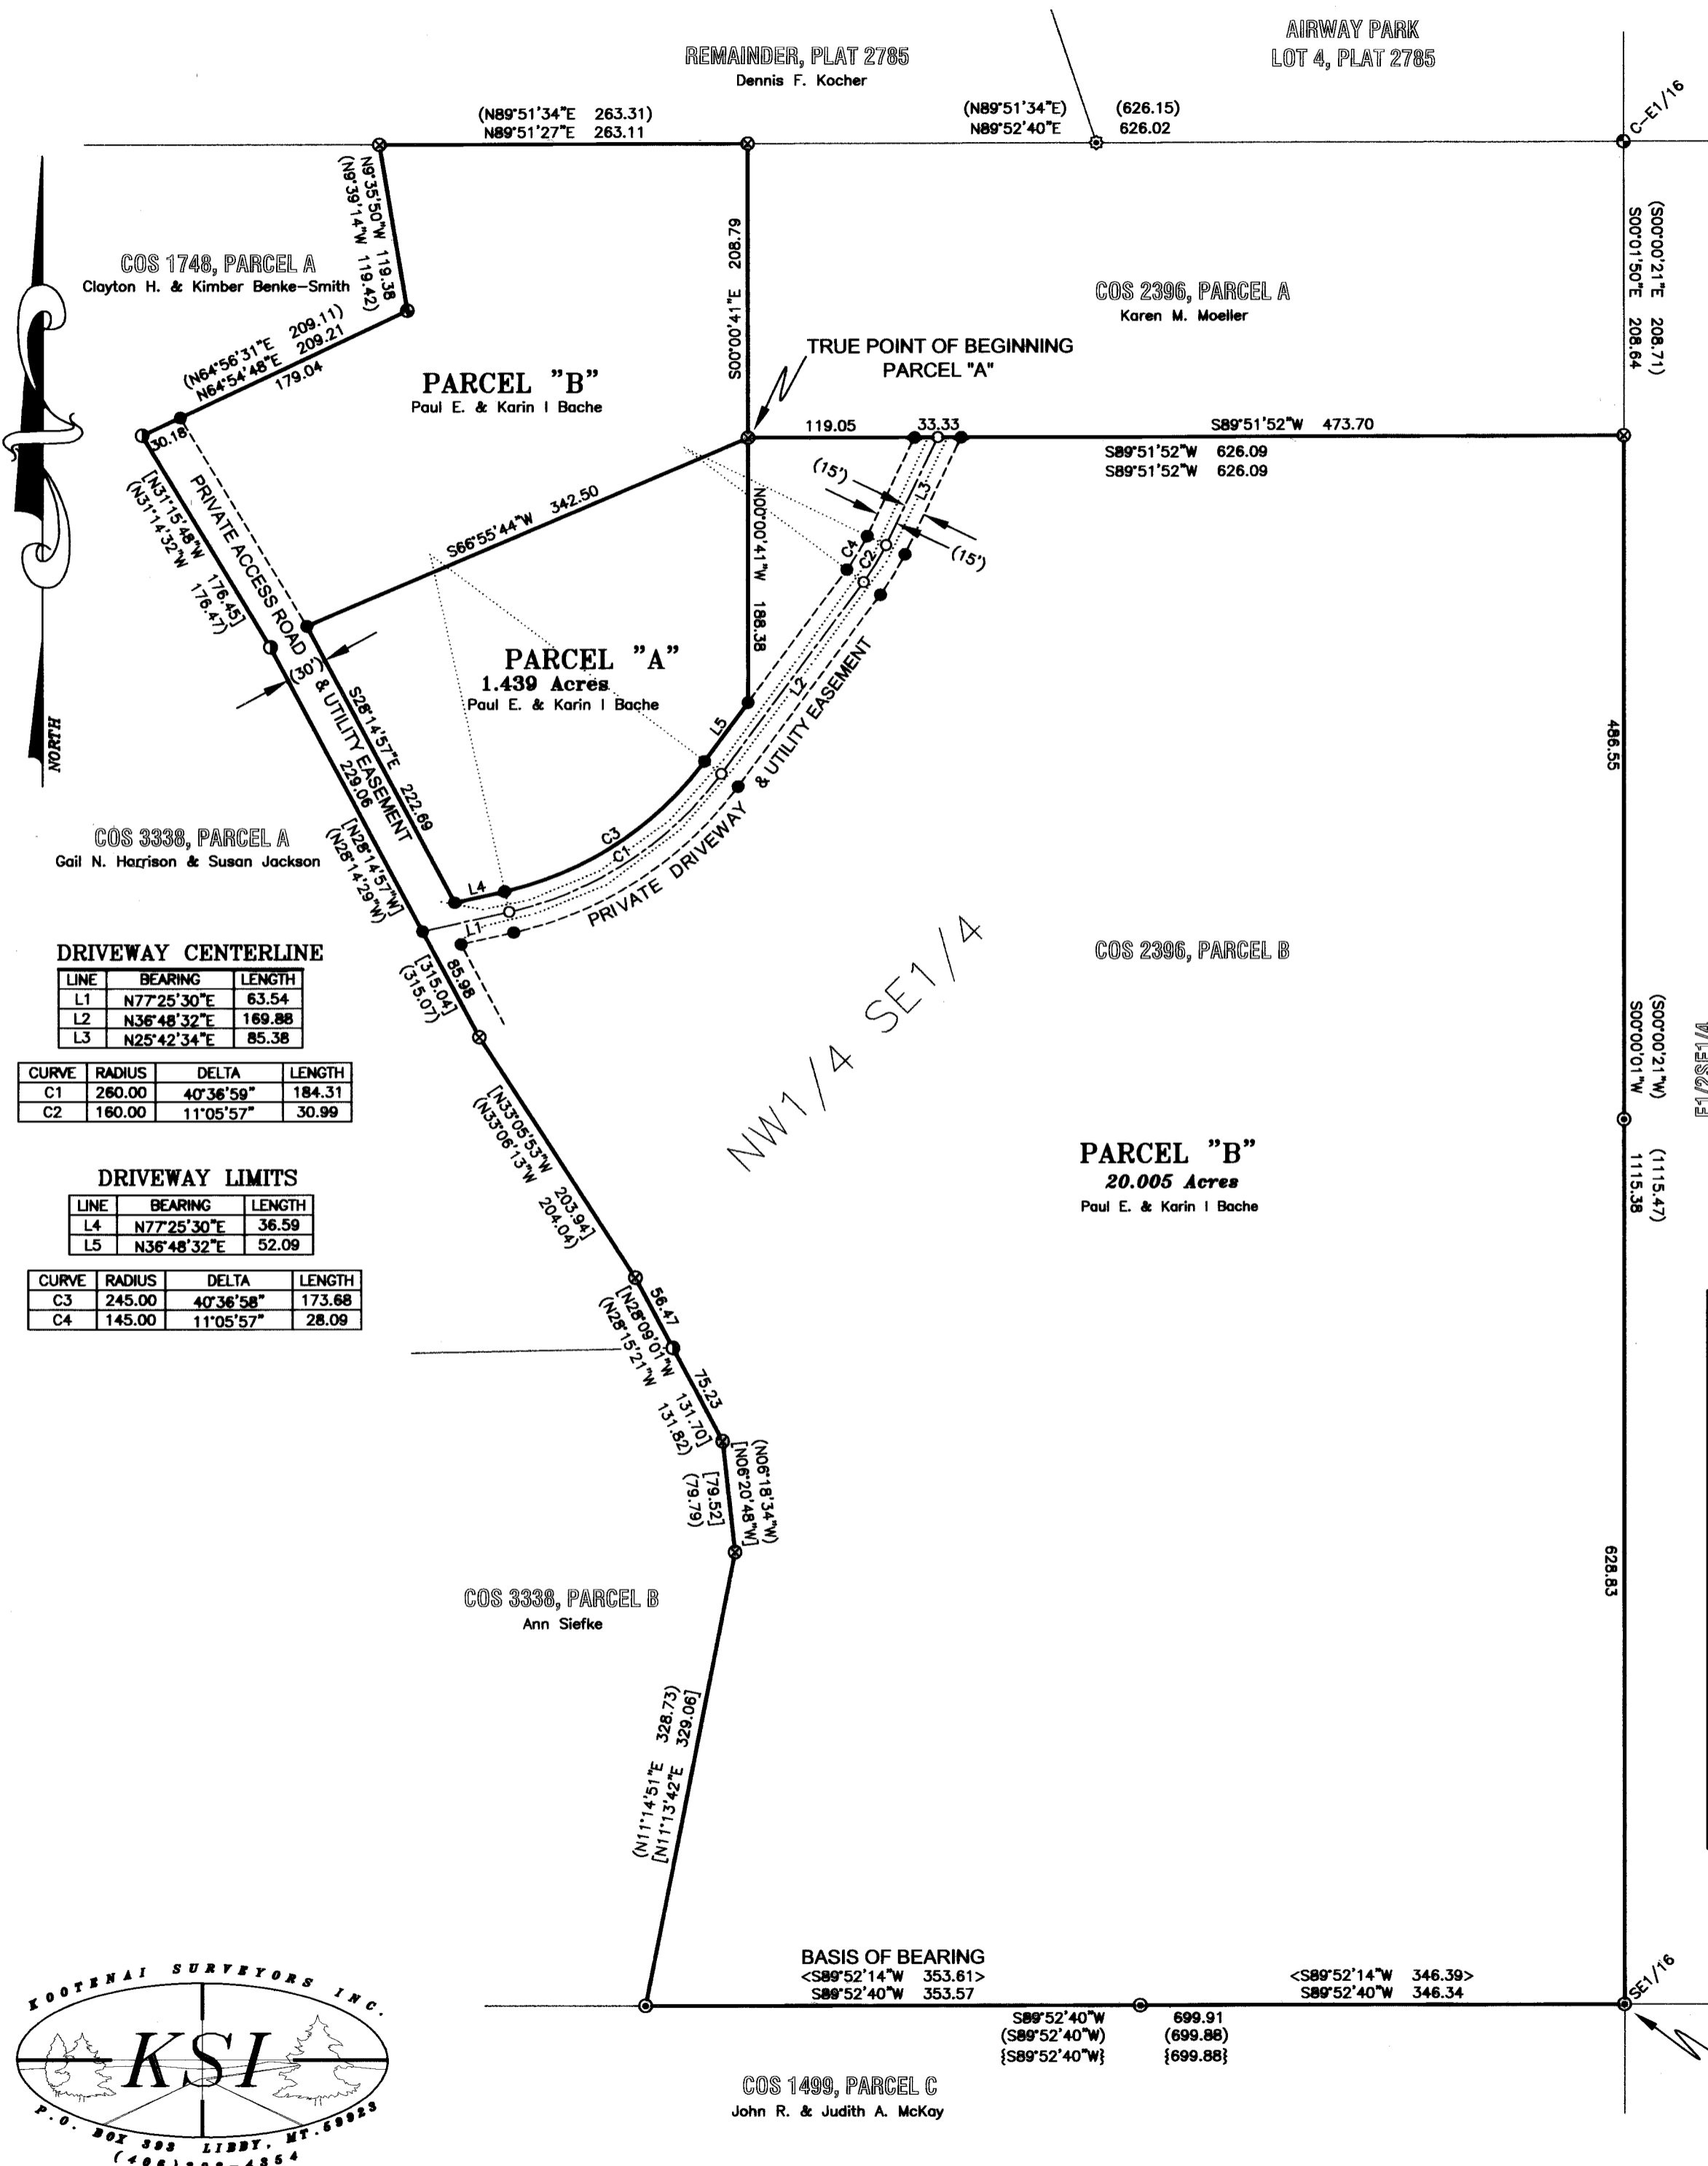 REMAINDER, PLAT 2785
Dennis F. Kocher
AIRWAY PARK
LOT 4, PLAT 2785
C-E1/16
(N89°51'34"E 263.31)
N89°51'27"E 263.11
(N89°51'34"E) (626.15)
N89°52'40"E 626.02
N9°35'50"W 119.38
(N9°39'14"W 119.42)
S00°00'41"E 208.79
(S00°00'21"E 208.71)
S00°01'50"E 208.64
COS 1748, PARCEL A
Clayton H. & Kimber Benke-Smith
COS 2396, PARCEL A
Karen M. Moeller
(N64°56'31"E 209.11)
N64°54'48"E 209.21
179.04
30.18
PARCEL "B"
Paul E. & Karin I Bache
TRUE POINT OF BEGINNING
PARCEL "A"
119.05
33.33
S89°51'52"W 473.70
S89°51'52"W 626.09
S89°51'52"W 626.09
(15')
(15')
L3
C4
C2
L2
L5
[N31°15'48"W 176.45]
(N31°14'32"W 176.47)
PRIVATE ACCESS ROAD
& UTILITY EASEMENT
(30')
S66°55'44"W 342.50
N00°00'41"W 188.38
PARCEL "A"
1.439 Acres
Paul E. & Karin I Bache
S28°14'57"E 222.69
229.06
[N28°14'57"W]
(N28°14'29"W)
[315.04]
(315.07)
85.98
L4
L1
C3
C1
PRIVATE DRIVEWAY & UTILITY EASEMENT
NORTH
COS 3338, PARCEL A
Gail N. Harrison & Susan Jackson
486.55
COS 2396, PARCEL B
NW1/4 SE1/4
(S00°00'21"W) (1115.47)
S00°00'01"W 1115.38
E1/2SE1/4
DRIVEWAY CENTERLINE
LINE BEARING LENGTH
L1 N77°25'30"E 63.54
L2 N36°48'32"E 169.88
L3 N25°42'34"E 85.38
CURVE RADIUS DELTA LENGTH
C1 260.00 40°36'59" 184.31
C2 160.00 11°05'57" 30.99
DRIVEWAY LIMITS
LINE BEARING LENGTH
L4 N77°25'30"E 36.59
L5 N36°48'32"E 52.09
CURVE RADIUS DELTA LENGTH
C3 245.00 40°36'58" 173.68
C4 145.00 11°05'57" 28.09
[N33°05'53"W 203.94]
(N33°06'13"W 204.04)
PARCEL "B"
20.005 Acres
Paul E. & Karin I Bache
56.47
[N28°09'01"W 131.70]
(N28°15'21"W 131.82)
75.23
(N06°18'34"W)
[N06°20'48"W]
[79.52]
(79.79)
628.83
COS 3338, PARCEL B
Ann Siefke
(N11°14'51"E 328.73)
[N11°13'42"E 329.06]
BASIS OF BEARING
<S89°52'14"W 353.61>
S89°52'40"W 353.57
<S89°52'14"W 346.39>
S89°52'40"W 346.34
SE1/16
S89°52'40"W 699.91
(S89°52'40"W) (699.88)
{S89°52'40"W} {699.88}
COS 1499, PARCEL C
John R. & Judith A. McKay
KOOTENAI SURVEYORS INC.
KSI
P.O. BOX 393 LIBBY, MT. 59923